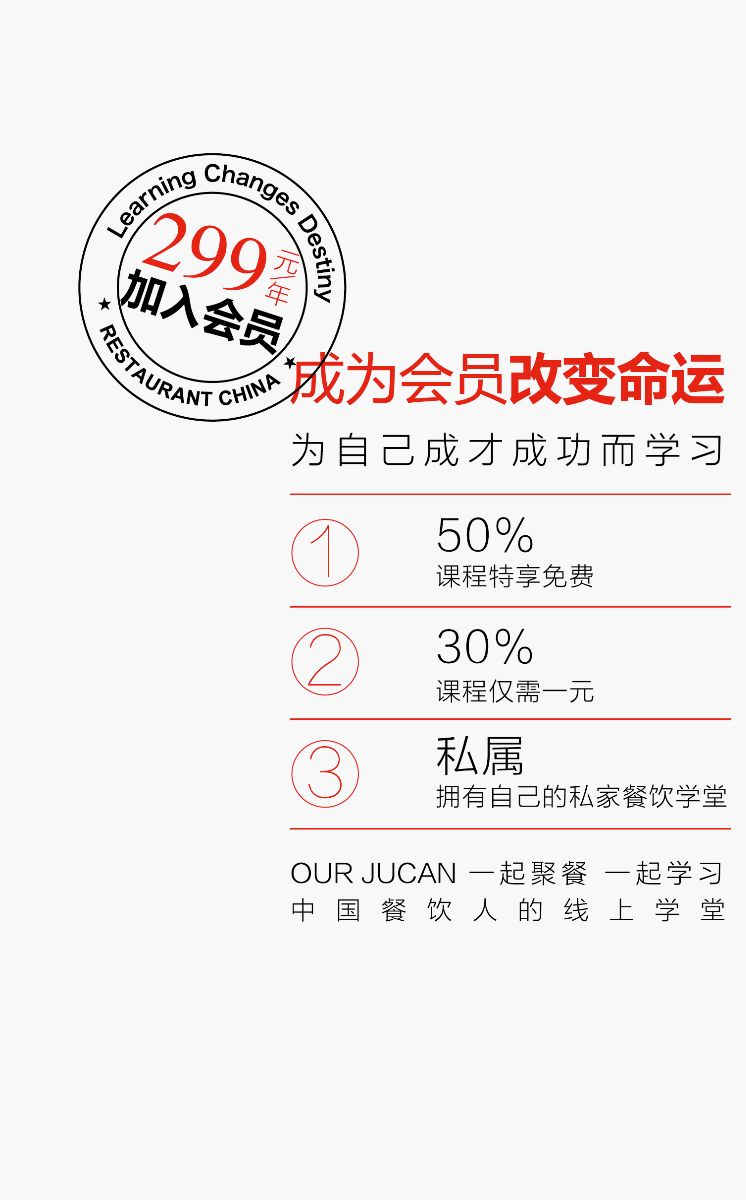 Learning Changes Destiny
299元/年
加入会员
★ RESTAURANT CHINA ★
成为会员改变命运
为自己成才成功而学习
1
50%
课程特享免费
2
30%
课程仅需一元
3
私属
拥有自己的私家餐饮学堂
OUR JUCAN 一起聚餐 一起学习
中国餐饮人的线上学堂